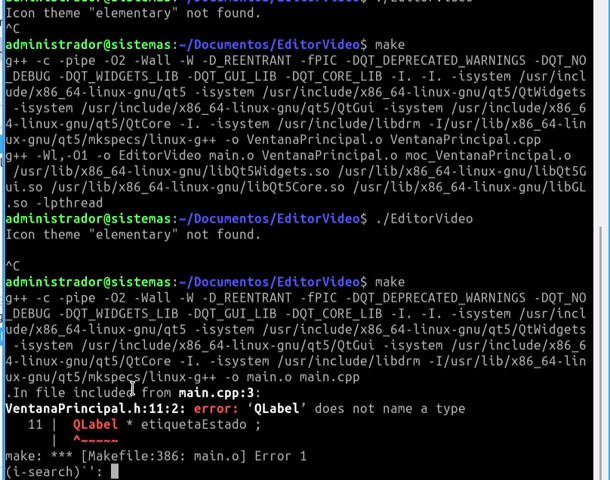 ./EditorVideo
Icon theme "elementary" not found.
^C
administrador@sistemas:~/Documentos/EditorVideo$ make
g++ -c -pipe -O2 -Wall -W -D_REENTRANT -fPIC -DQT_DEPRECATED_WARNINGS -DQT_NO
_DEBUG -DQT_WIDGETS_LIB -DQT_GUI_LIB -DQT_CORE_LIB -I. -I. -isystem /usr/incl
ude/x86_64-linux-gnu/qt5 -isystem /usr/include/x86_64-linux-gnu/qt5/QtWidgets
 -isystem /usr/include/x86_64-linux-gnu/qt5/QtGui -isystem /usr/include/x86_6
4-linux-gnu/qt5/QtCore -I. -isystem /usr/include/libdrm -I/usr/lib/x86_64-lin
ux-gnu/qt5/mkspecs/linux-g++ -o VentanaPrincipal.o VentanaPrincipal.cpp
g++ -Wl,-O1 -o EditorVideo main.o VentanaPrincipal.o moc_VentanaPrincipal.o
 /usr/lib/x86_64-linux-gnu/libQt5Widgets.so /usr/lib/x86_64-linux-gnu/libQt5G
ui.so /usr/lib/x86_64-linux-gnu/libQt5Core.so /usr/lib/x86_64-linux-gnu/libGL
.so -lpthread
administrador@sistemas:~/Documentos/EditorVideo$ ./EditorVideo
Icon theme "elementary" not found.
^C
administrador@sistemas:~/Documentos/EditorVideo$ make
g++ -c -pipe -O2 -Wall -W -D_REENTRANT -fPIC -DQT_DEPRECATED_WARNINGS -DQT_NO
_DEBUG -DQT_WIDGETS_LIB -DQT_GUI_LIB -DQT_CORE_LIB -I. -I. -isystem /usr/incl
ude/x86_64-linux-gnu/qt5 -isystem /usr/include/x86_64-linux-gnu/qt5/QtWidgets
 -isystem /usr/include/x86_64-linux-gnu/qt5/QtGui -isystem /usr/include/x86_6
4-linux-gnu/qt5/QtCore -I. -isystem /usr/include/libdrm -I/usr/lib/x86_64-lin
ux-gnu/qt5/mkspecs/linux-g++ -o main.o main.cpp
.In file included from main.cpp:3:
VentanaPrincipal.h:11:2: error: ‘QLabel’ does not name a type
   11 |  QLabel * etiquetaEstado ;
      |  ^~~~~~
make: *** [Makefile:386: main.o] Error 1
(i-search)`':